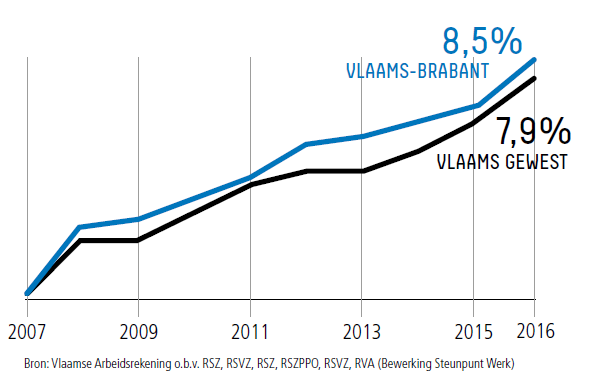 8,5%
VLAAMS-BRABANT
7,9%
VLAAMS GEWEST
2007 2009 2011 2013 2015 2016
Bron: Vlaamse Arbeidsrekening o.b.v. RSZ, RSVZ, RSZ, RSZPPO, RSVZ, RVA (Bewerking Steunpunt Werk)